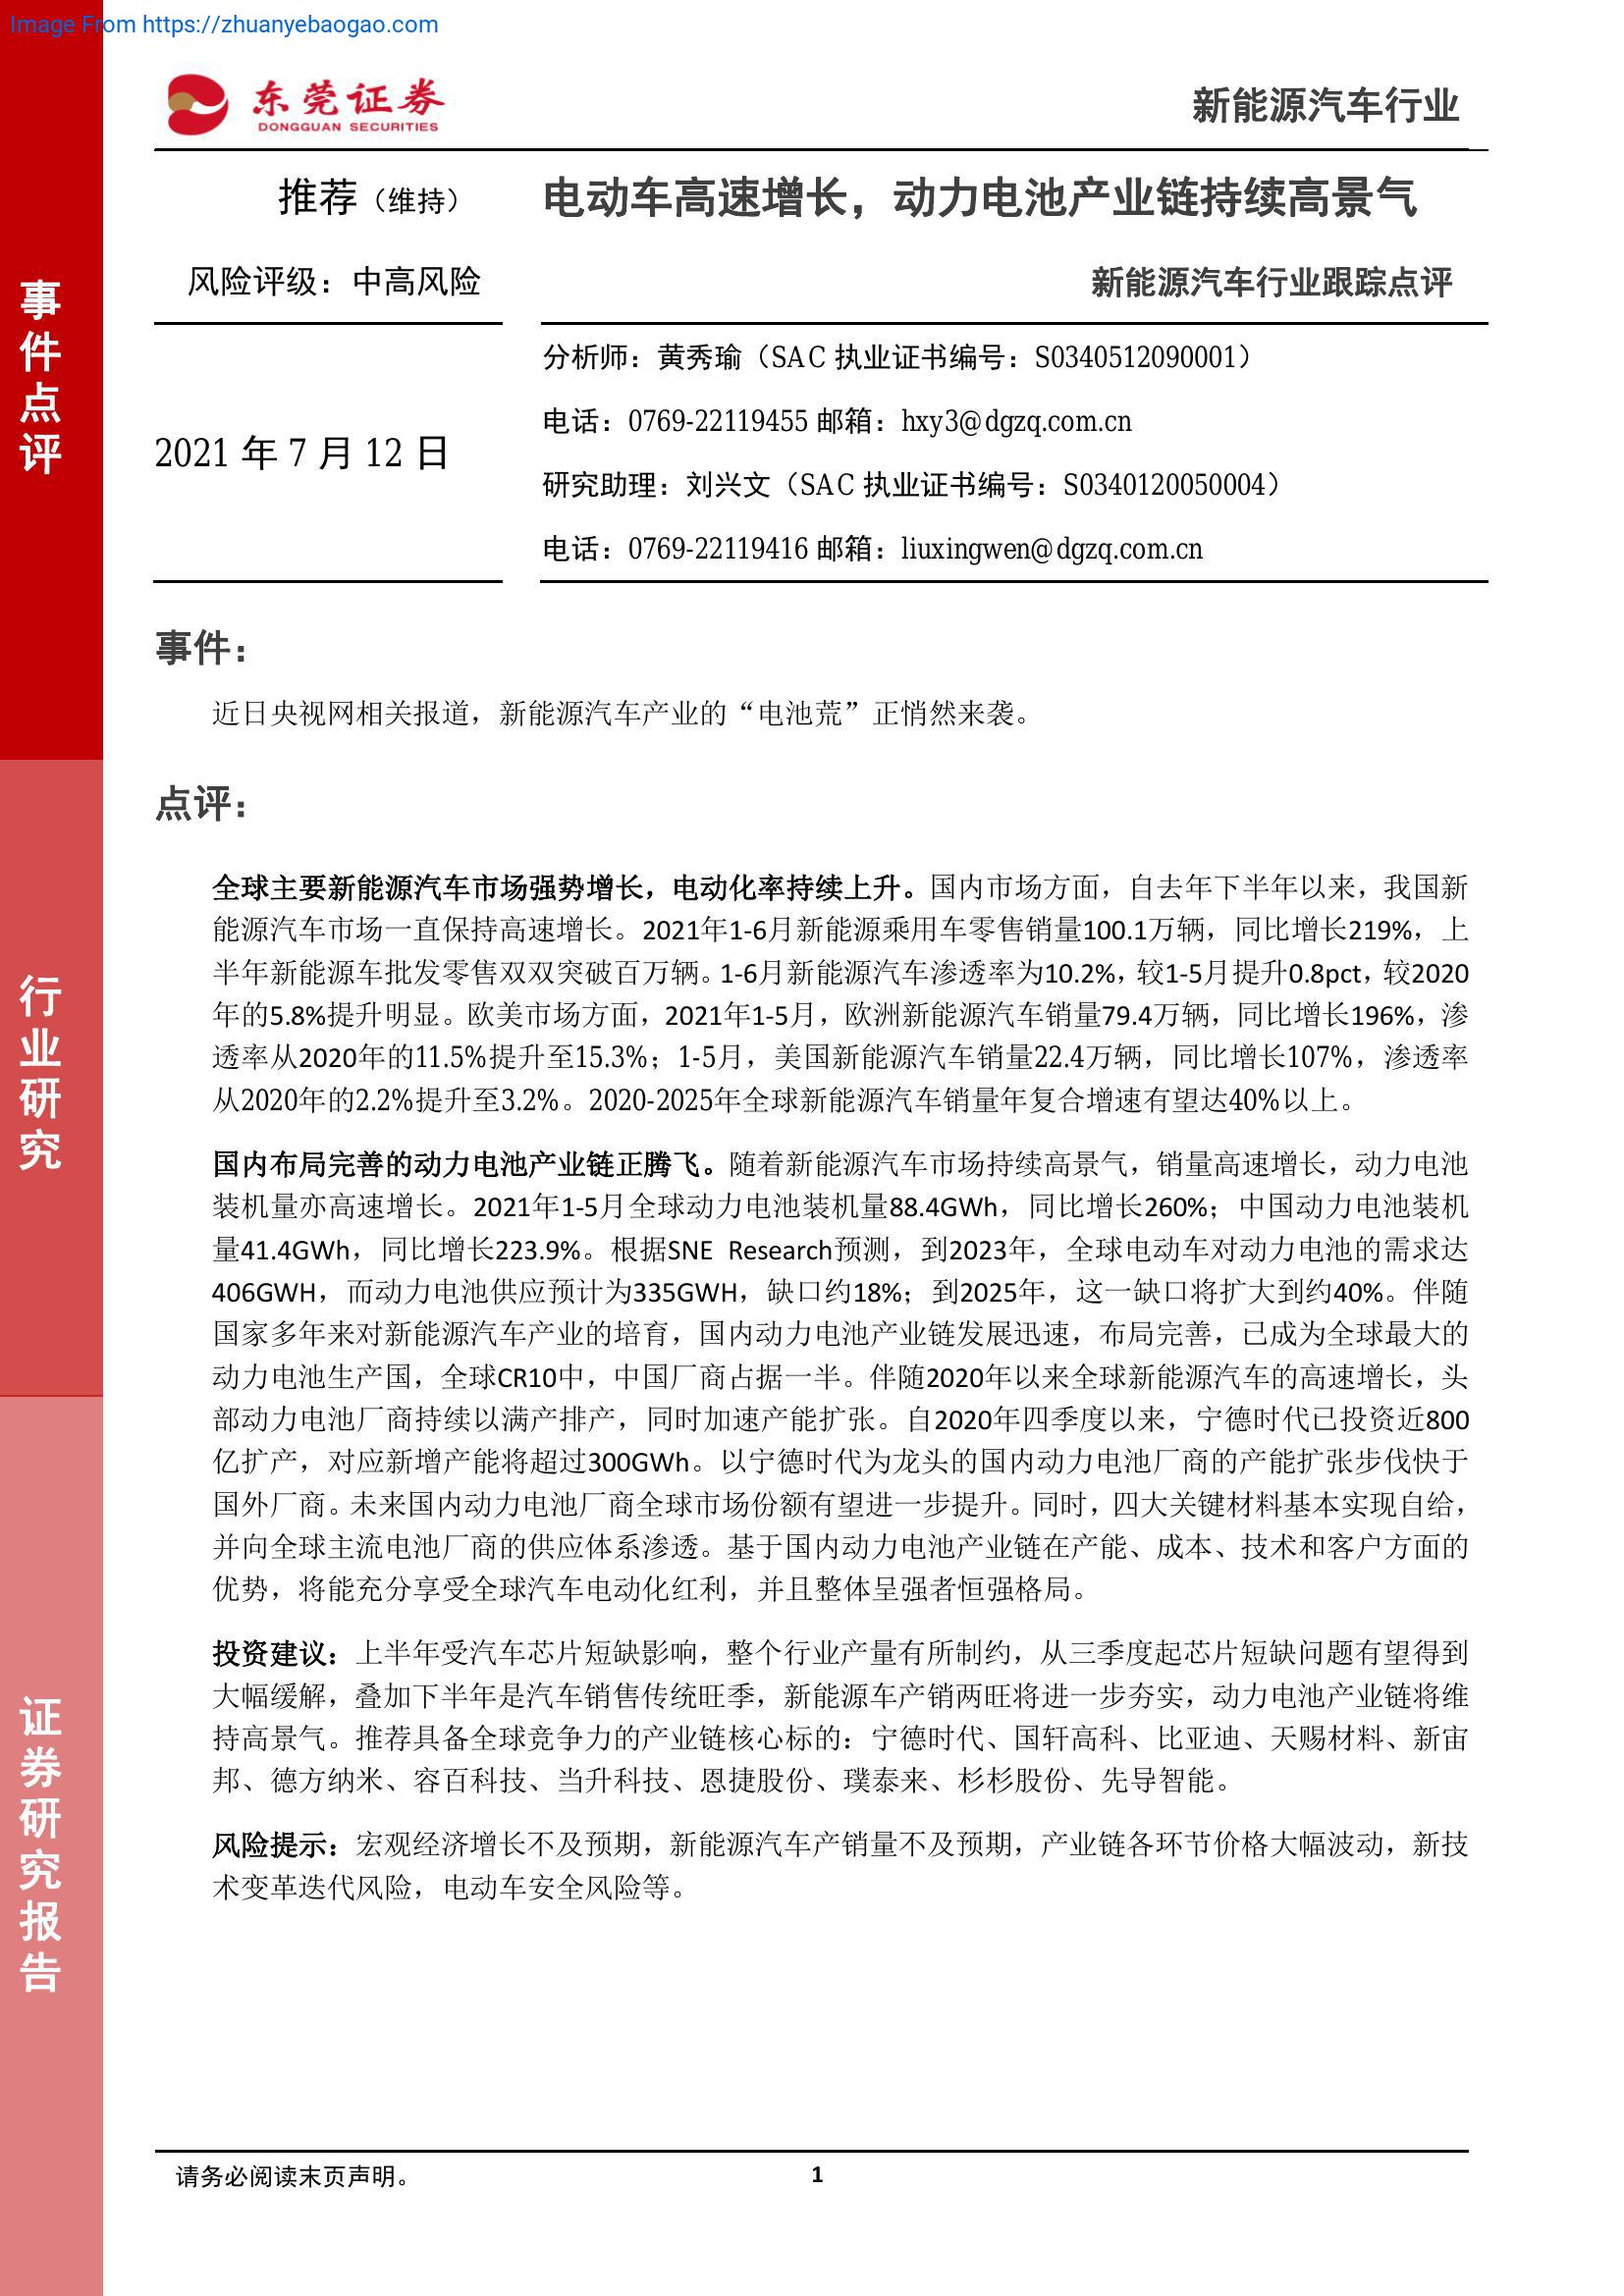 Image From https://zhuanyebaogao.com
东莞证券
DONGGUAN SECURITIES
新能源汽车行业
推荐（维持）
电动车高速增长，动力电池产业链持续高景气
风险评级：中高风险
新能源汽车行业跟踪点评
2021 年 7 月 12 日
分析师：黄秀瑜（SAC 执业证书编号：S0340512090001）
电话：0769-22119455 邮箱：hxy3@dgzq.com.cn
研究助理：刘兴文（SAC 执业证书编号：S0340120050004）
电话：0769-22119416 邮箱：liuxingwen@dgzq.com.cn
事件点评
行业研究
证券研究报告
事件：
近日央视网相关报道，新能源汽车产业的“电池荒”正悄然来袭。
点评：
全球主要新能源汽车市场强势增长，电动化率持续上升。国内市场方面，自去年下半年以来，我国新
能源汽车市场一直保持高速增长。2021年1-6月新能源乘用车零售销量100.1万辆，同比增长219%，上
半年新能源车批发零售双双突破百万辆。1-6月新能源汽车渗透率为10.2%，较1-5月提升0.8pct，较2020
年的5.8%提升明显。欧美市场方面，2021年1-5月，欧洲新能源汽车销量79.4万辆，同比增长196%，渗
透率从2020年的11.5%提升至15.3%；1-5月，美国新能源汽车销量22.4万辆，同比增长107%，渗透率
从2020年的2.2%提升至3.2%。2020-2025年全球新能源汽车销量年复合增速有望达40%以上。
国内布局完善的动力电池产业链正腾飞。随着新能源汽车市场持续高景气，销量高速增长，动力电池
装机量亦高速增长。2021年1-5月全球动力电池装机量88.4GWh，同比增长260%；中国动力电池装机
量41.4GWh，同比增长223.9%。根据SNE Research预测，到2023年，全球电动车对动力电池的需求达
406GWH，而动力电池供应预计为335GWH，缺口约18%；到2025年，这一缺口将扩大到约40%。伴随
国家多年来对新能源汽车产业的培育，国内动力电池产业链发展迅速，布局完善，已成为全球最大的
动力电池生产国，全球CR10中，中国厂商占据一半。伴随2020年以来全球新能源汽车的高速增长，头
部动力电池厂商持续以满产排产，同时加速产能扩张。自2020年四季度以来，宁德时代已投资近800
亿扩产，对应新增产能将超过300GWh。以宁德时代为龙头的国内动力电池厂商的产能扩张步伐快于
国外厂商。未来国内动力电池厂商全球市场份额有望进一步提升。同时，四大关键材料基本实现自给，
并向全球主流电池厂商的供应体系渗透。基于国内动力电池产业链在产能、成本、技术和客户方面的
优势，将能充分享受全球汽车电动化红利，并且整体呈强者恒强格局。
投资建议：上半年受汽车芯片短缺影响，整个行业产量有所制约，从三季度起芯片短缺问题有望得到
大幅缓解，叠加下半年是汽车销售传统旺季，新能源车产销两旺将进一步夯实，动力电池产业链将维
持高景气。推荐具备全球竞争力的产业链核心标的：宁德时代、国轩高科、比亚迪、天赐材料、新宙
邦、德方纳米、容百科技、当升科技、恩捷股份、璞泰来、杉杉股份、先导智能。
风险提示：宏观经济增长不及预期，新能源汽车产销量不及预期，产业链各环节价格大幅波动，新技
术变革迭代风险，电动车安全风险等。
请务必阅读末页声明。
1